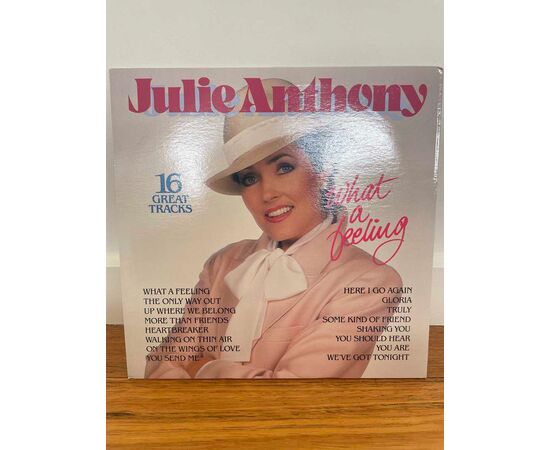 Julie Anthony
16
GREAT
TRACKS
What
a
feeling
WHAT A FEELING
THE ONLY WAY OUT
UP WHERE WE BELONG
MORE THAN FRIENDS
HEARTBREAKER
WALKING ON THIN AIR
ON THE WINGS OF LOVE
YOU SEND ME
HERE I GO AGAIN
GLORIA
TRULY
SOME KIND OF FRIEND
SHAKING YOU
YOU SHOULD HEAR
YOU ARE
WE'VE GOT TONIGHT